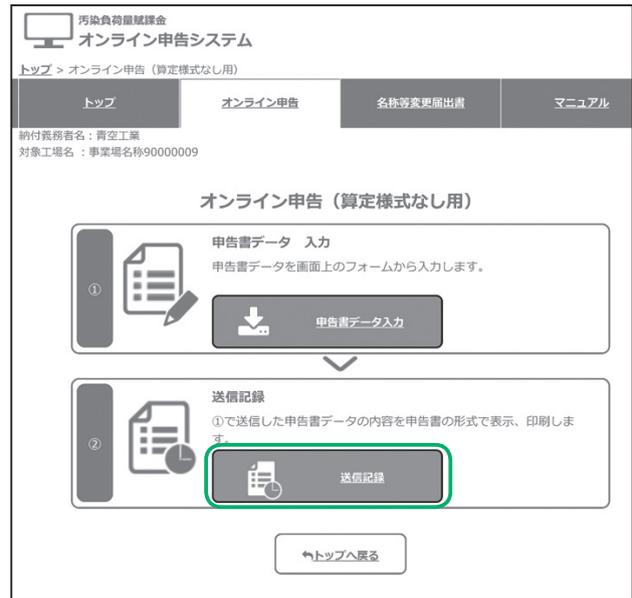 汚染負荷量賦課金
オンライン申告システム
トップ > オンライン申告（算定様式なし用）
トップ オンライン申告 名称等変更届出書 マニュアル
納付義務者名：青空工業
対象工場名 ：事業場名称90000009
オンライン申告（算定様式なし用）
①
申告書データ 入力
申告書データを画面上のフォームから入力します。
申告書データ入力
②
送信記録
①で送信した申告書データの内容を申告書の形式で表示、印刷しま
す。
送信記録
トップへ戻る